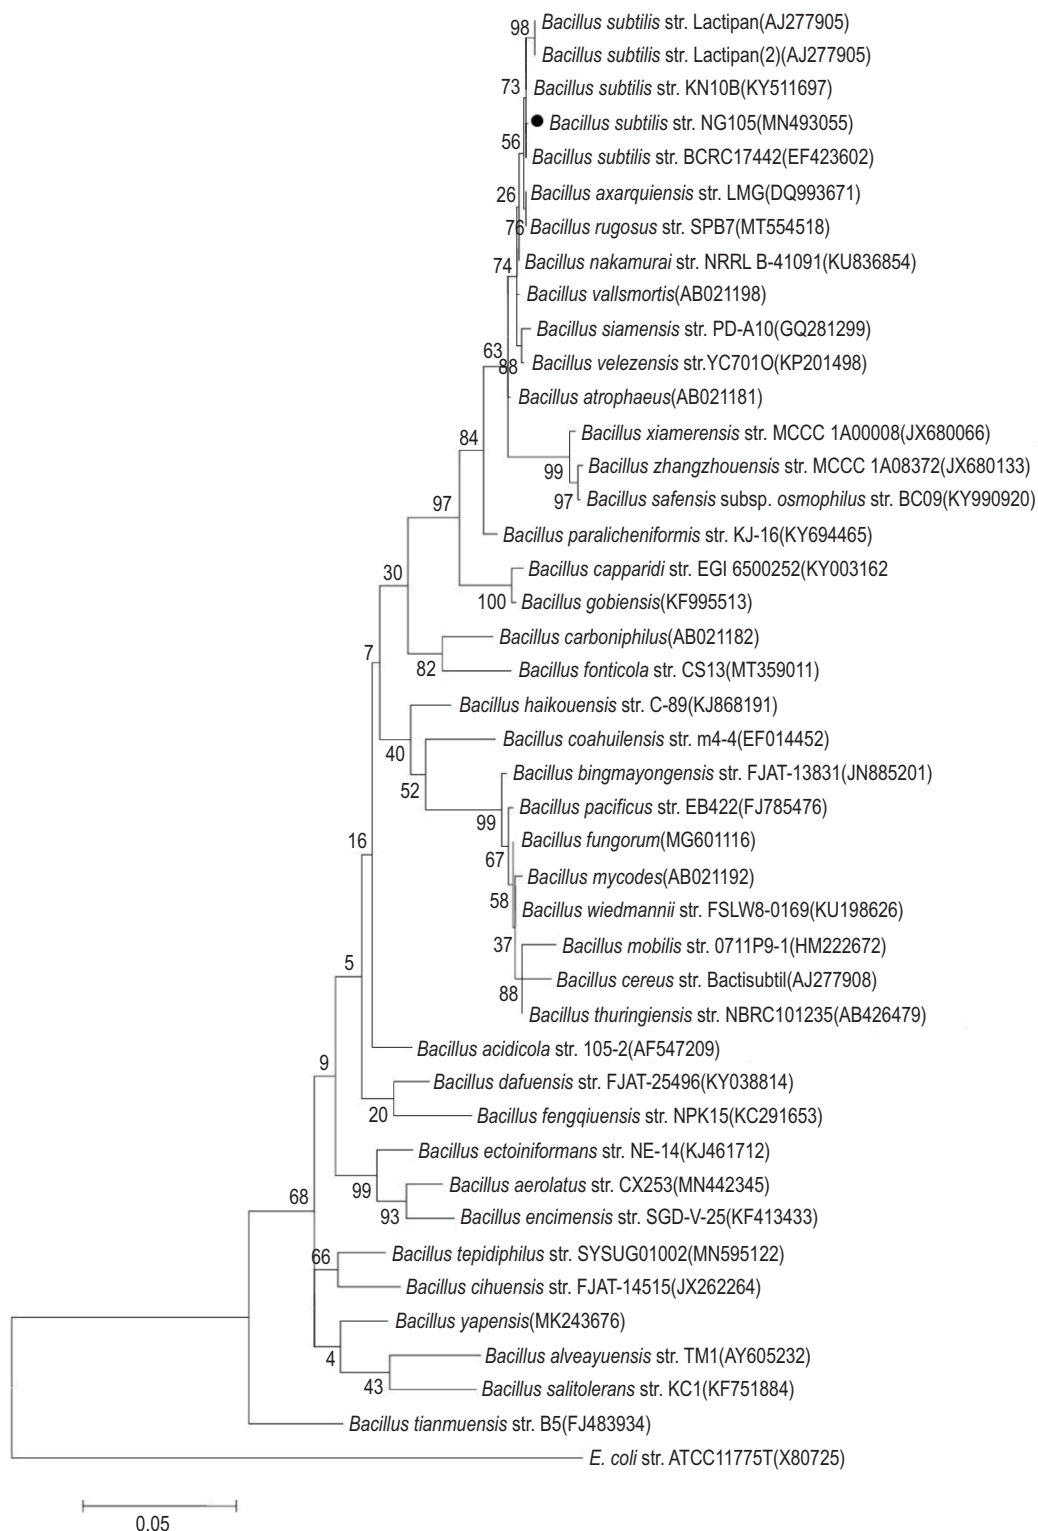 98
Bacillus subtilis str. Lactipan(AJ277905)
Bacillus subtilis str. Lactipan(2)(AJ277905)
73
Bacillus subtilis str. KN10B(KY511697)
Bacillus subtilis str. NG105(MN493055)
56
Bacillus subtilis str. BCRC17442(EF423602)
26
Bacillus axarquiensis str. LMG(DQ993671)
76
Bacillus rugosus str. SPB7(MT554518)
74
Bacillus nakamurai str. NRRL B-41091(KU836854)
Bacillus vallsmortis(AB021198)
Bacillus siamensis str. PD-A10(GQ281299)
63
88
Bacillus velezensis str.YC701O(KP201498)
Bacillus atrophaeus(AB021181)
84
Bacillus xiamerensis str. MCCC 1A00008(JX680066)
99
Bacillus zhangzhouensis str. MCCC 1A08372(JX680133)
97
Bacillus safensis subsp. osmophilus str. BC09(KY990920)
97
Bacillus paralicheniformis str. KJ-16(KY694465)
30
Bacillus capparidi str. EGI 6500252(KY003162
100
Bacillus gobiensis(KF995513)
Bacillus carboniphilus(AB021182)
7
82
Bacillus fonticola str. CS13(MT359011)
Bacillus haikouensis str. C-89(KJ868191)
40
Bacillus coahuilensis str. m4-4(EF014452)
52
Bacillus bingmayongensis str. FJAT-13831(JN885201)
99
Bacillus pacificus str. EB422(FJ785476)
16
67
Bacillus fungorum(MG601116)
Bacillus mycodes(AB021192)
58
Bacillus wiedmannii str. FSLW8-0169(KU198626)
37
Bacillus mobilis str. 0711P9-1(HM222672)
5
88
Bacillus cereus str. Bactisubtil(AJ277908)
Bacillus thuringiensis str. NBRC101235(AB426479)
Bacillus acidicola str. 105-2(AF547209)
9
Bacillus dafuensis str. FJAT-25496(KY038814)
20
Bacillus fengqiuensis str. NPK15(KC291653)
Bacillus ectoiniformans str. NE-14(KJ461712)
99
Bacillus aerolatus str. CX253(MN442345)
68
93
Bacillus encimensis str. SGD-V-25(KF413433)
66
Bacillus tepidiphilus str. SYSUG01002(MN595122)
Bacillus cihuensis str. FJAT-14515(JX262264)
Bacillus yapensis(MK243676)
4
Bacillus alveayuensis str. TM1(AY605232)
43
Bacillus salitolerans str. KC1(KF751884)
Bacillus tianmuensis str. B5(FJ483934)
E. coli str. ATCC11775T(X80725)
0.05